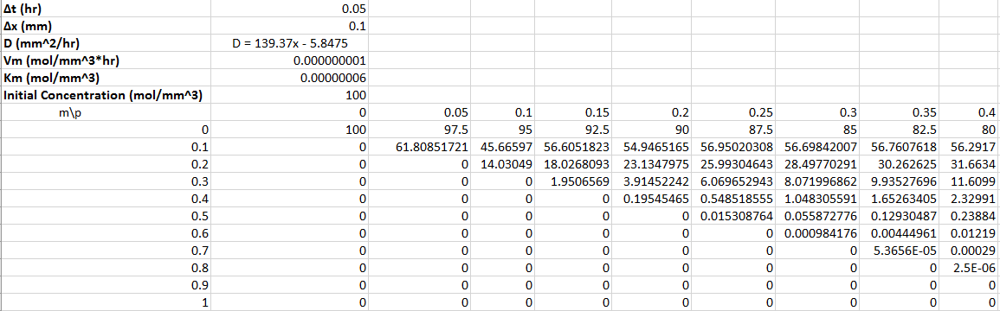 Δt (hr) 0.05
Δx (mm) 0.1
D (mm^2/hr) D = 139.37x - 5.8475
Vm (mol/mm^3*hr) 0.000000001
Km (mol/mm^3) 0.00000006
Initial Concentration (mol/mm^3) 100
m\p 0 0.05 0.1 0.15 0.2 0.25 0.3 0.35 0.4
0 100 97.5 95 92.5 90 87.5 85 82.5 80
0.1 0 61.80851721 45.66597 56.6051823 54.9465165 56.95020308 56.69842007 56.7607618 56.2917
0.2 0 0 14.03049 18.0268093 23.1347975 25.99304643 28.49770291 30.262625 31.6634
0.3 0 0 0 1.9506569 3.91452242 6.069652943 8.071996862 9.93527696 11.6099
0.4 0 0 0 0 0.19545465 0.548518555 1.048305591 1.65263405 2.32991
0.5 0 0 0 0 0 0.015308764 0.055872776 0.12930487 0.23884
0.6 0 0 0 0 0 0 0.000984176 0.00444961 0.01219
0.7 0 0 0 0 0 0 0 5.3656E-05 0.00029
0.8 0 0 0 0 0 0 0 0 2.5E-06
0.9 0 0 0 0 0 0 0 0 0
1 0 0 0 0 0 0 0 0 0